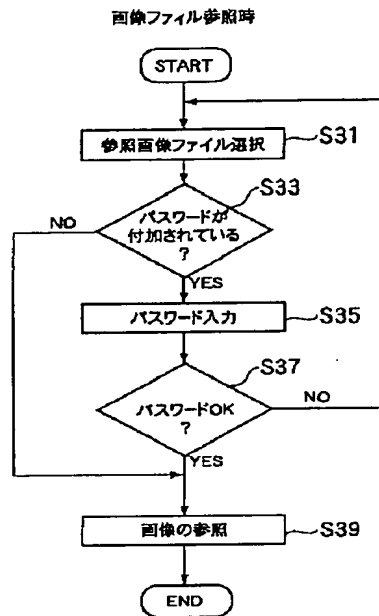 画像ファイル参照時
START
参照画像ファイル選択
S31
S33
パスワードが
付加されている
?
NO
YES
パスワード入力
S35
S37
パスワードOK
?
NO
YES
画像の参照
S39
END